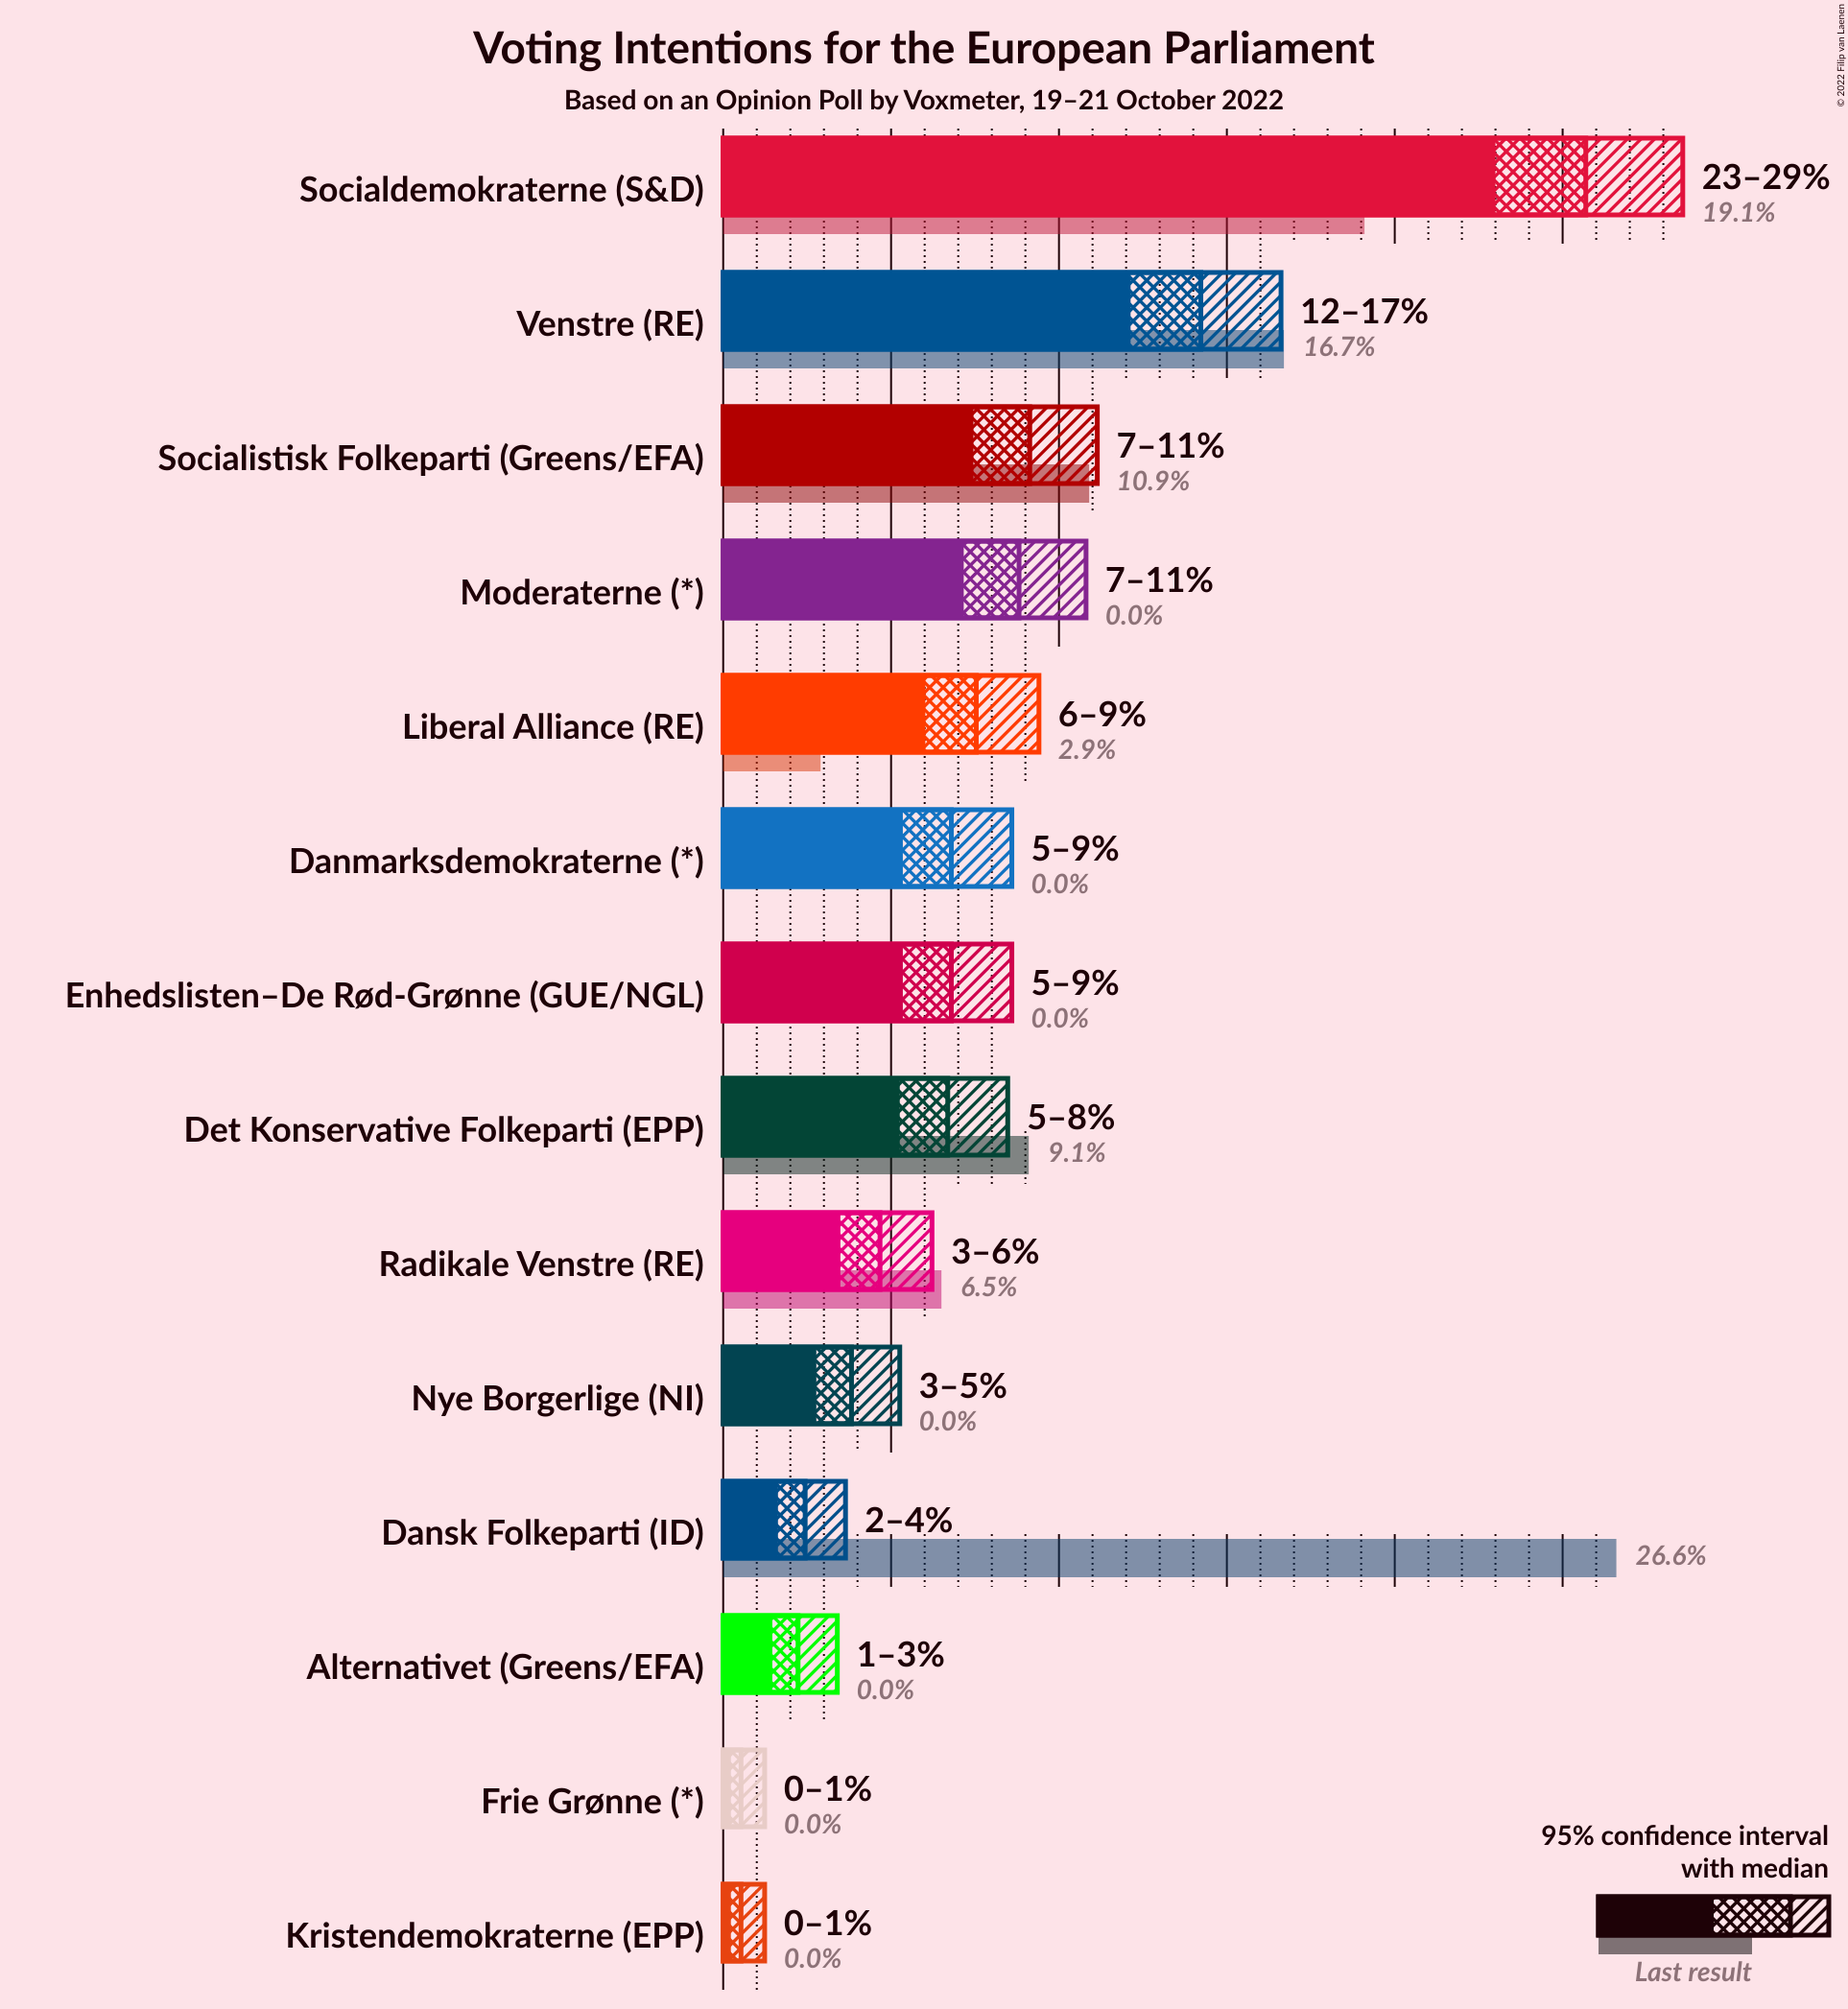 Voting Intentions for the European Parliament
Based on an Opinion Poll by Voxmeter, 19–21 October 2022
© 2022 Filip van Laenen
Socialdemokraterne (S&D)
23–29%
19.1%
Venstre (RE)
12–17%
16.7%
Socialistisk Folkeparti (Greens/EFA)
7–11%
10.9%
Moderaterne (*)
7–11%
0.0%
Liberal Alliance (RE)
6–9%
2.9%
Danmarksdemokraterne (*)
5–9%
0.0%
Enhedslisten–De Rød-Grønne (GUE/NGL)
5–9%
0.0%
Det Konservative Folkeparti (EPP)
5–8%
9.1%
Radikale Venstre (RE)
3–6%
6.5%
Nye Borgerlige (NI)
3–5%
0.0%
Dansk Folkeparti (ID)
2–4%
26.6%
Alternativet (Greens/EFA)
1–3%
0.0%
Frie Grønne (*)
0–1%
0.0%
Kristendemokraterne (EPP)
0–1%
0.0%
95% confidence interval
with median
Last result